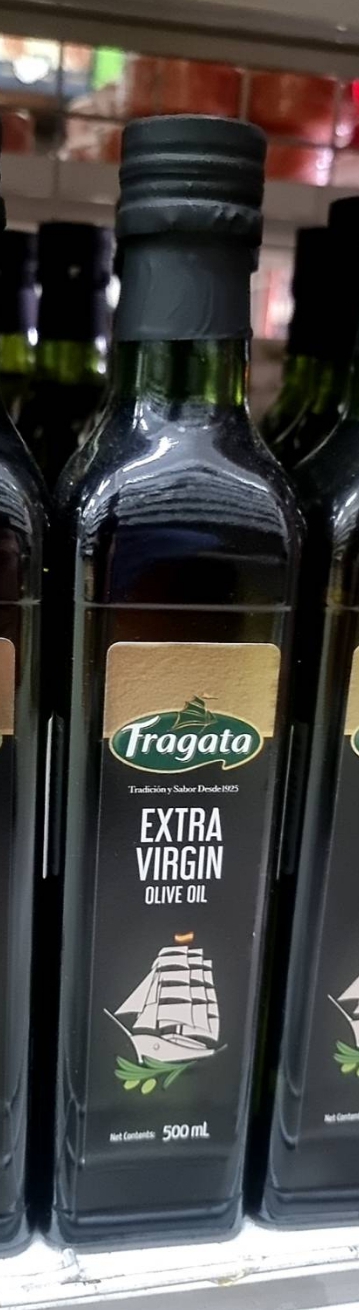 Fragata
Tradición y Sabor Desde 1925
EXTRA
VIRGIN
OLIVE OIL
Net Contents: 500 mL